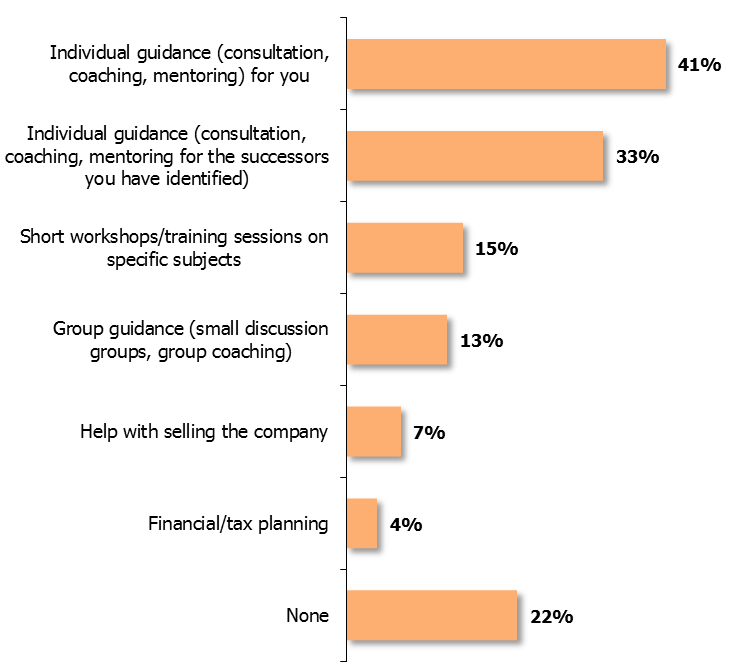 Individual guidance (consultation,
coaching, mentoring) for you
41%
Individual guidance (consultation,
coaching, mentoring for the successors
you have identified)
33%
Short workshops/training sessions on
specific subjects
15%
Group guidance (small discussion
groups, group coaching)
13%
Help with selling the company
7%
Financial/tax planning
4%
None
22%